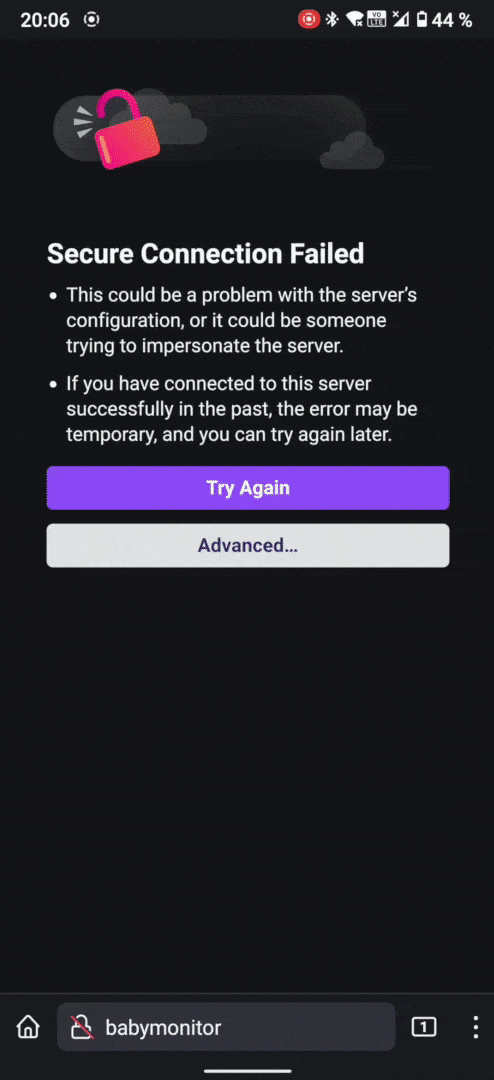 20:06
VO
LTE
44 %
Secure Connection Failed
• This could be a problem with the server’s
configuration, or it could be someone
trying to impersonate the server.
• If you have connected to this server
successfully in the past, the error may be
temporary, and you can try again later.
Try Again
Advanced…
babymonitor
1